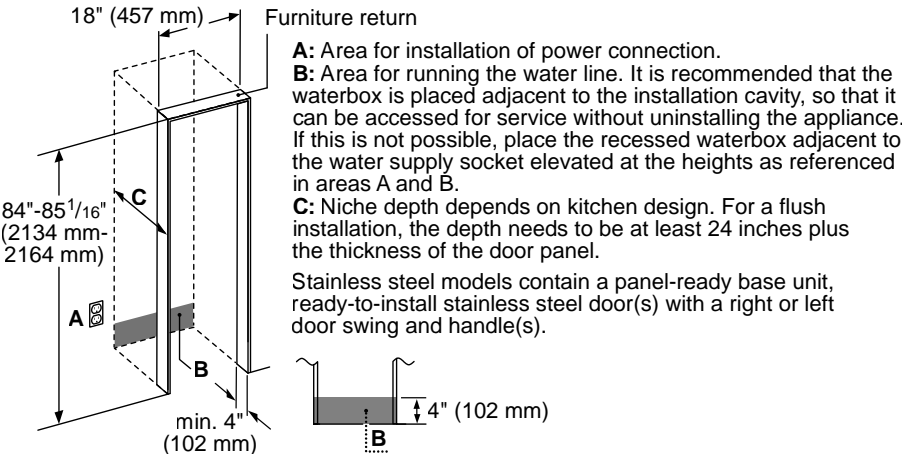 18" (457 mm)
Furniture return
A: Area for installation of power connection.
B: Area for running the water line. It is recommended that the
waterbox is placed adjacent to the installation cavity, so that it
can be accessed for service without uninstalling the appliance.
If this is not possible, place the recessed waterbox adjacent to
the water supply socket elevated at the heights as referenced
in areas A and B.
C: Niche depth depends on kitchen design. For a flush
installation, the depth needs to be at least 24 inches plus
the thickness of the door panel.
Stainless steel models contain a panel-ready base unit,
ready-to-install stainless steel door(s) with a right or left
door swing and handle(s).
C
84"-85 1/16"
(2134 mm-
2164 mm)
A
B
min. 4"
(102 mm)
4" (102 mm)
B